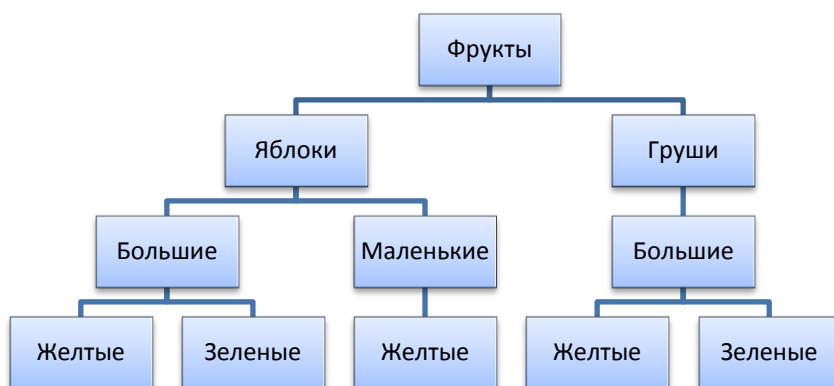 Фрукты
Яблоки
Груши
Большие
Маленькие
Большие
Желтые
Зеленые
Желтые
Желтые
Зеленые